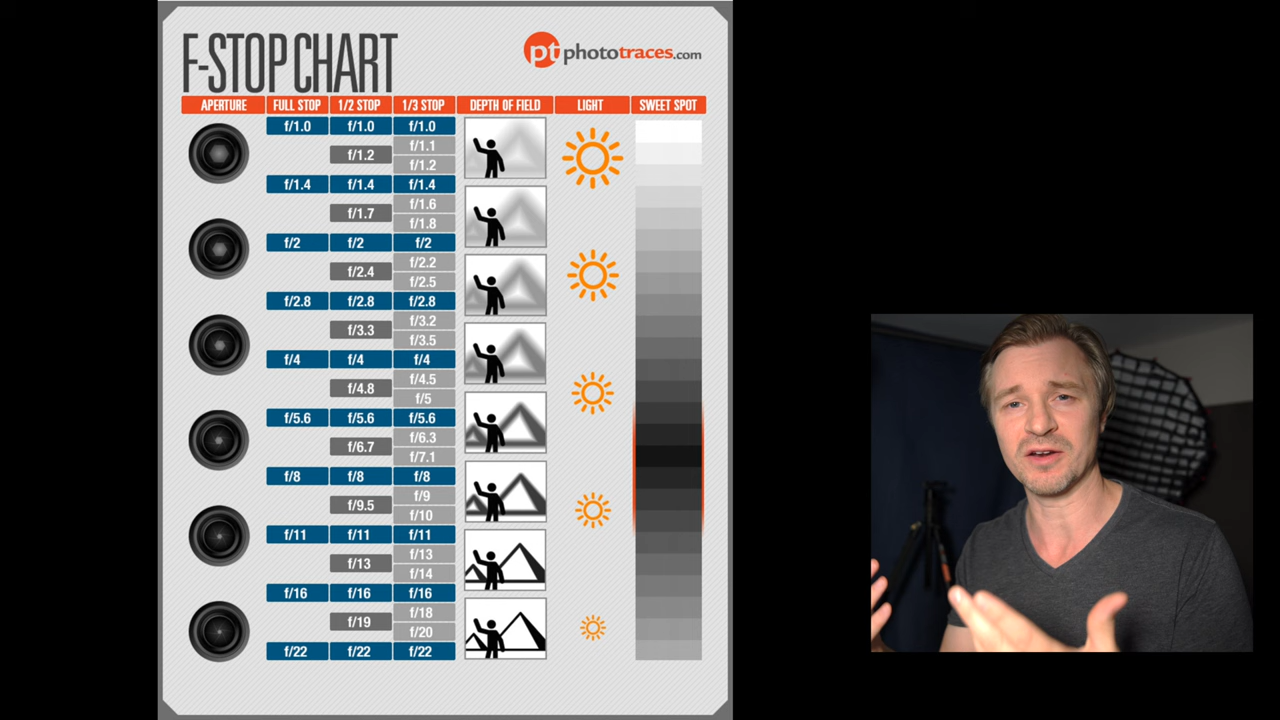 F-STOP CHART
pt phototraces.com
APERTURE FULL STOP 1/2 STOP 1/3 STOP DEPTH OF FIELD LIGHT SWEET SPOT
f/1.0 f/1.0 f/1.0
f/1.1
f/1.2
f/1.2
f/1.4 f/1.4 f/1.4
f/1.6
f/1.7
f/1.8
f/2 f/2 f/2
f/2.2
f/2.4
f/2.5
f/2.8 f/2.8 f/2.8
f/3.2
f/3.3
f/3.5
f/4 f/4 f/4
f/4.5
f/4.8
f/5
f/5.6 f/5.6 f/5.6
f/6.3
f/6.7
f/7.1
f/8 f/8 f/8
f/9
f/9.5
f/10
f/11 f/11 f/11
f/13
f/13
f/14
f/16 f/16 f/16
f/18
f/19
f/20
f/22 f/22 f/22